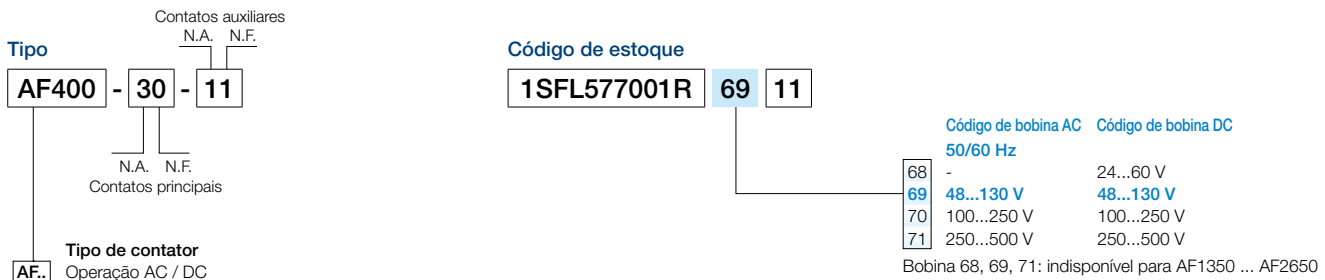 Contatos auxiliares
N.A. N.F.
Tipo
AF400 - 30 - 11
N.A. N.F.
Contatos principais
Tipo de contator
AF.. Operação AC / DC
Código de estoque
1SFL577001R 69 11
Código de bobina AC Código de bobina DC
50/60 Hz
68 - 24...60 V
69 48...130 V 48...130 V
70 100...250 V 100...250 V
71 250...500 V 250...500 V
Bobina 68, 69, 71: indisponível para AF1350 ... AF2650